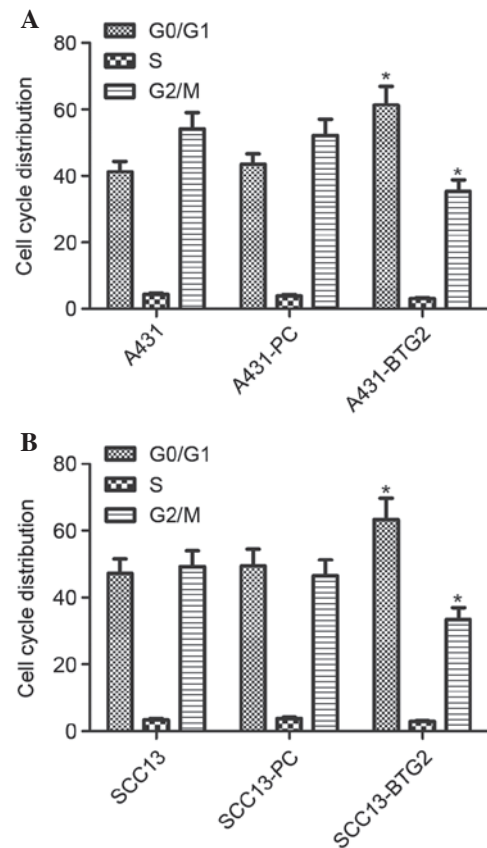 A
80
60
40
20
0
Cell cycle distribution
G0/G1
S
G2/M
*
*
A431
A431-PC
A431-BTG2
B
80
60
40
20
0
Cell cycle distribution
G0/G1
S
G2/M
*
*
SCC13
SCC13-PC
SCC13-BTG2